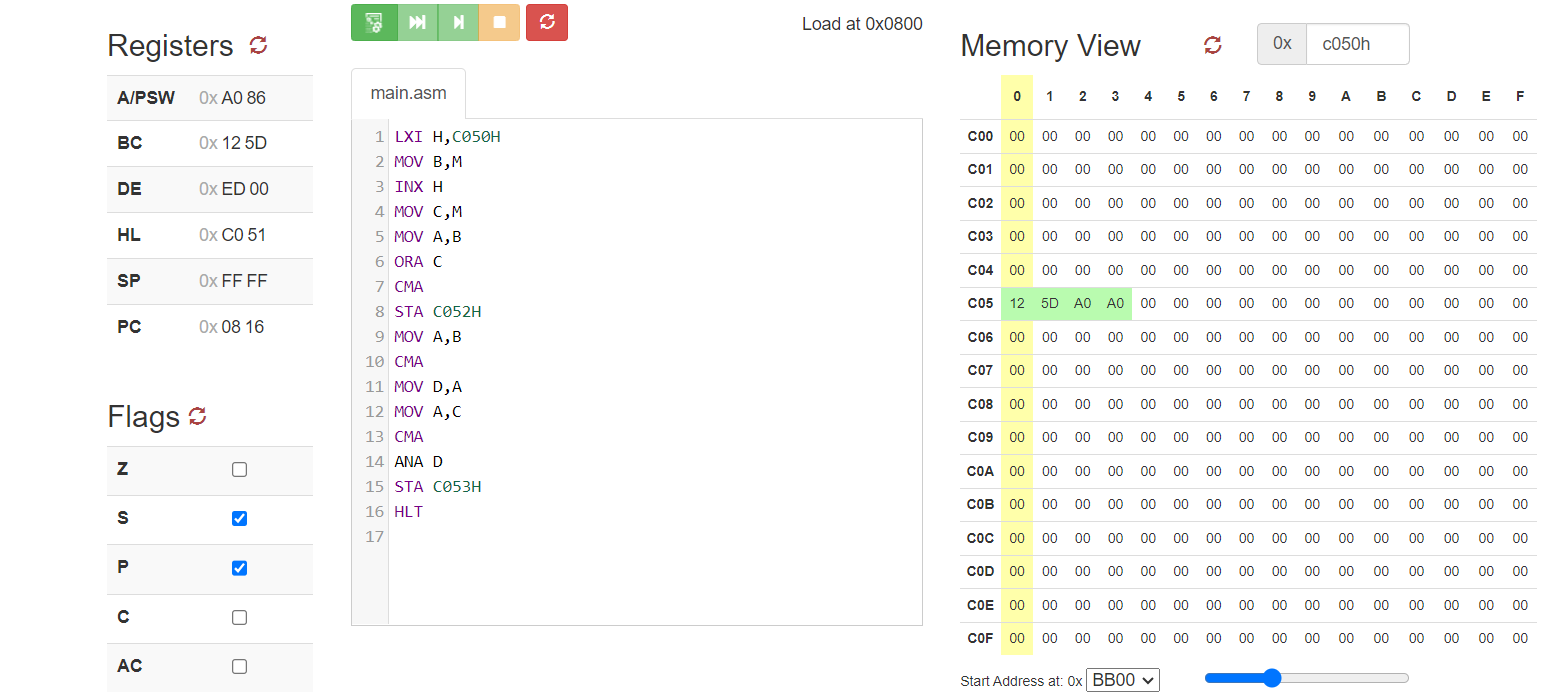 Registers
A/PSW 0x A0 86
BC 0x 12 5D
DE 0x ED 00
HL 0x C0 51
SP 0x FF FF
PC 0x 08 16
Flags
Z
S
P
C
AC
Load at 0x0800
main.asm
1 LXI H,C050H
2 MOV B,M
3 INX H
4 MOV C,M
5 MOV A,B
6 ORA C
7 CMA
8 STA C052H
9 MOV A,B
10 CMA
11 MOV D,A
12 MOV A,C
13 CMA
14 ANA D
15 STA C053H
16 HLT
17
Memory View 0x c050h
0 1 2 3 4 5 6 7 8 9 A B C D E F
C00 00 00 00 00 00 00 00 00 00 00 00 00 00 00 00 00
C01 00 00 00 00 00 00 00 00 00 00 00 00 00 00 00 00
C02 00 00 00 00 00 00 00 00 00 00 00 00 00 00 00 00
C03 00 00 00 00 00 00 00 00 00 00 00 00 00 00 00 00
C04 00 00 00 00 00 00 00 00 00 00 00 00 00 00 00 00
C05 12 5D A0 A0 00 00 00 00 00 00 00 00 00 00 00 00
C06 00 00 00 00 00 00 00 00 00 00 00 00 00 00 00 00
C07 00 00 00 00 00 00 00 00 00 00 00 00 00 00 00 00
C08 00 00 00 00 00 00 00 00 00 00 00 00 00 00 00 00
C09 00 00 00 00 00 00 00 00 00 00 00 00 00 00 00 00
C0A 00 00 00 00 00 00 00 00 00 00 00 00 00 00 00 00
C0B 00 00 00 00 00 00 00 00 00 00 00 00 00 00 00 00
C0C 00 00 00 00 00 00 00 00 00 00 00 00 00 00 00 00
C0D 00 00 00 00 00 00 00 00 00 00 00 00 00 00 00 00
C0E 00 00 00 00 00 00 00 00 00 00 00 00 00 00 00 00
C0F 00 00 00 00 00 00 00 00 00 00 00 00 00 00 00 00
Start Address at: 0x BB00